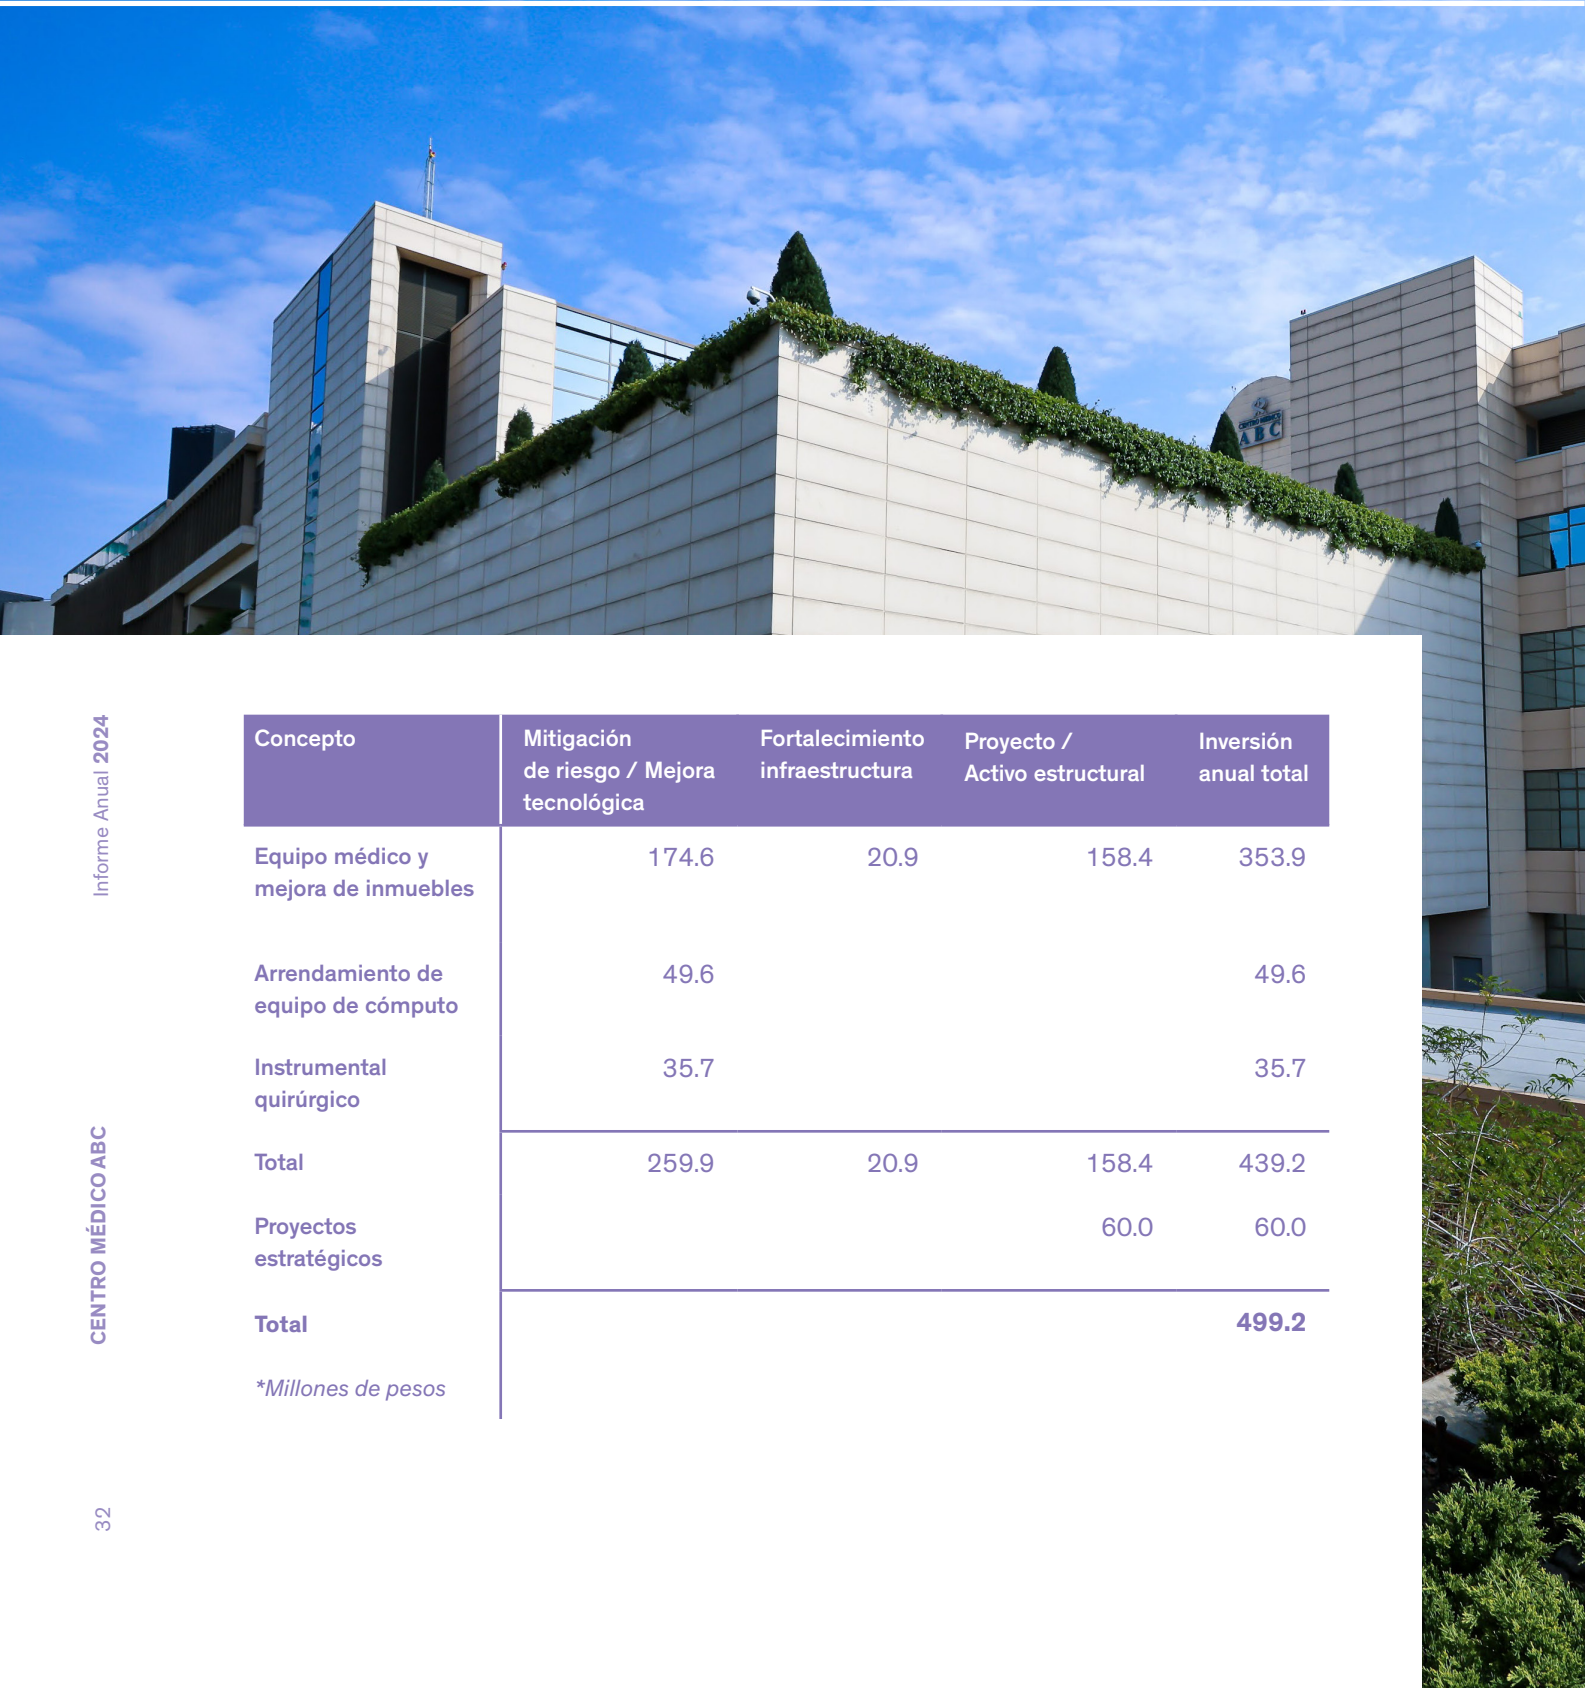 CENTRO MÉDICO
ABC
Informe Anual 2024
CENTRO MÉDICO ABC
32
Concepto
Mitigación
de riesgo / Mejora
tecnológica
Fortalecimiento
infraestructura
Proyecto /
Activo estructural
Inversión
anual total
Equipo médico y
mejora de inmuebles
174.6 20.9 158.4 353.9
Arrendamiento de
equipo de cómputo
49.6 49.6
Instrumental
quirúrgico
35.7 35.7
Total 259.9 20.9 158.4 439.2
Proyectos
estratégicos
60.0 60.0
Total 499.2
*Millones de pesos